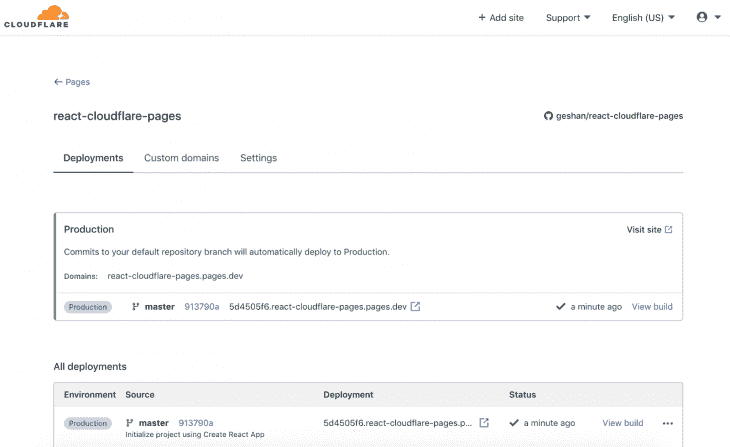 CLOUDFLARE
+ Add site Support English (US)
← Pages
react-cloudflare-pages
geshan/react-cloudflare-pages
Deployments Custom domains Settings
Production Visit site
Commits to your default repository branch will automatically deploy to Production.
Domains: react-cloudflare-pages.pages.dev
Production master 913790a 5d4505f6.react-cloudflare-pages.pages.dev a minute ago View build
All deployments
Environment Source Deployment Status
Production master 913790a 5d4505f6.react-cloudflare-pages.p... a minute ago View build ...
Initialize project using Create React App